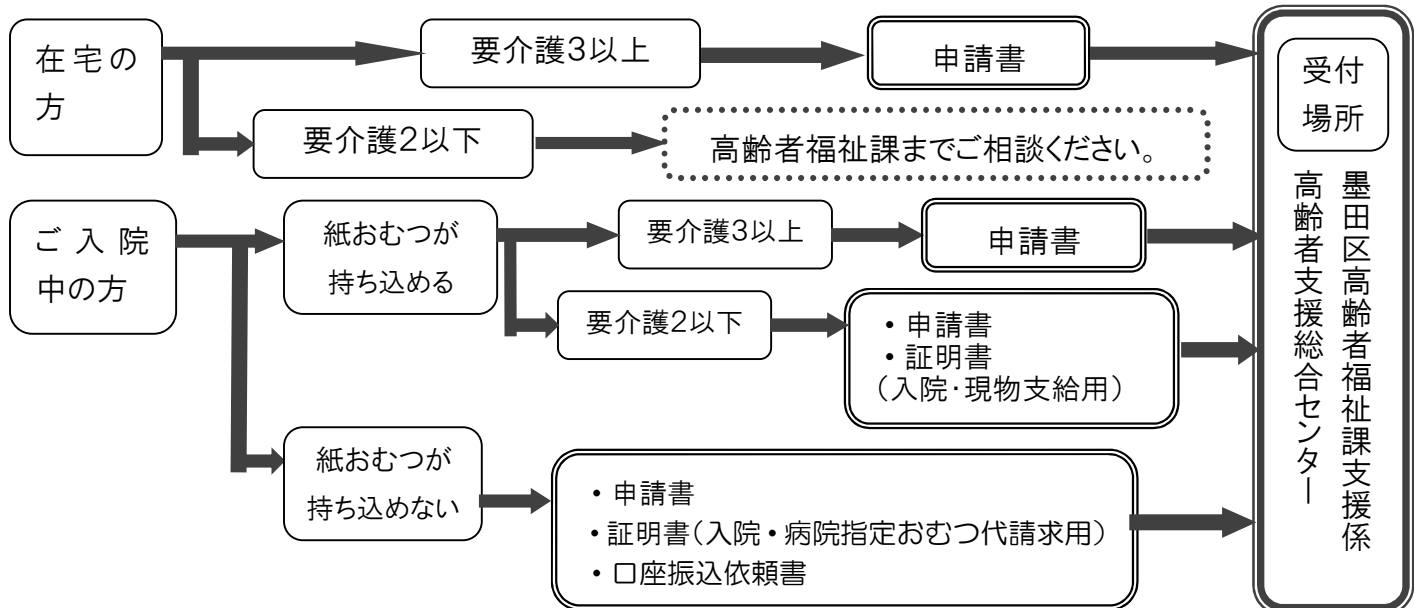 在宅の
方
要介護3以上
申請書
要介護2以下
高齢者福祉課までご相談ください。
ご入院
中の方
紙おむつが
持ち込める
要介護3以上
申請書
要介護2以下
・申請書
・証明書
（入院・現物支給用）
紙おむつが
持ち込めない
・申請書
・証明書（入院・病院指定おむつ代請求用）
・口座振込依頼書
受付
場所
墨田区高齢者福祉課支援係
高齢者支援総合センター